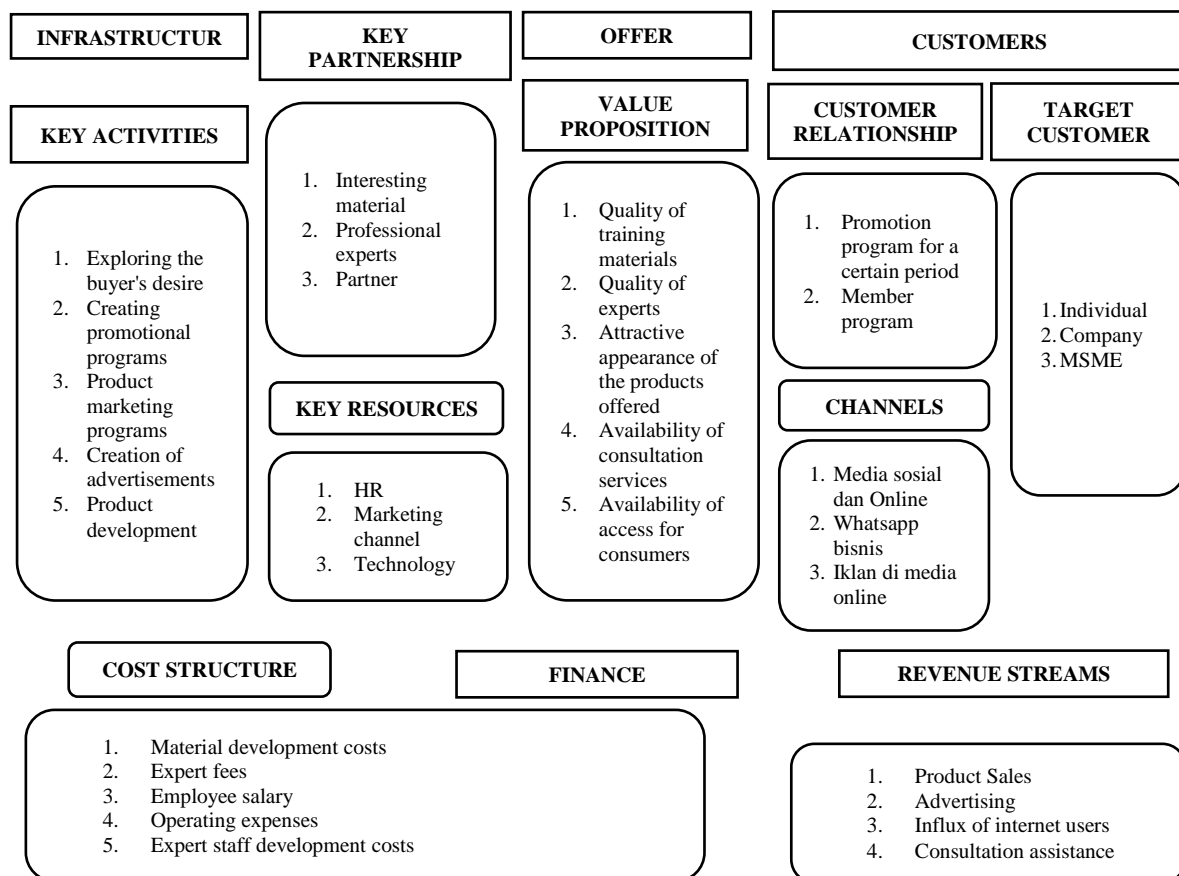 INFRASTRUCTUR
KEY
PARTNERSHIP
OFFER
CUSTOMERS
KEY ACTIVITIES
VALUE
PROPOSITION
CUSTOMER
RELATIONSHIP
TARGET
CUSTOMER
1. Exploring the
buyer's desire
2. Creating
promotional
programs
3. Product
marketing
programs
4. Creation of
advertisements
5. Product
development
1. Interesting
material
2. Professional
experts
3. Partner
KEY RESOURCES
1. HR
2. Marketing
channel
3. Technology
1. Quality of
training
materials
2. Quality of
experts
3. Attractive
appearance of
the products
offered
4. Availability of
consultation
services
5. Availability of
access for
consumers
1. Promotion
program for a
certain period
2. Member
program
CHANNELS
1. Media sosial
dan Online
2. Whatsapp
bisnis
3. Iklan di media
online
1. Individual
2. Company
3. MSME
COST STRUCTURE
FINANCE
REVENUE STREAMS
1. Material development costs
2. Expert fees
3. Employee salary
4. Operating expenses
5. Expert staff development costs
1. Product Sales
2. Advertising
3. Influx of internet users
4. Consultation assistance